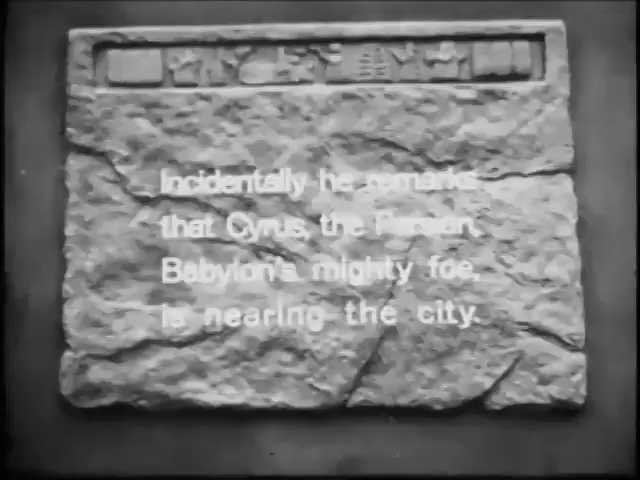 Incidentally he remarks
that Cyrus, the Persian,
Babylon's mighty foe,
is nearing the city.